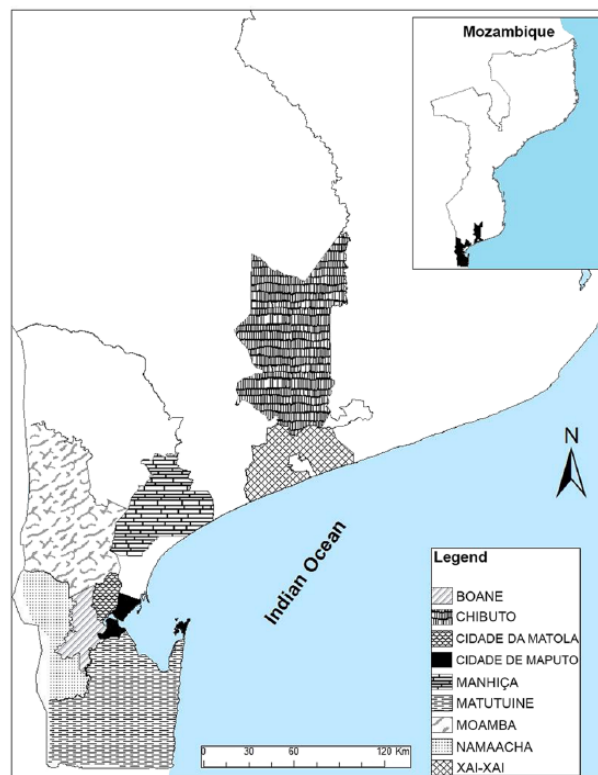 Mozambique
N
Indian Ocean
Legend
BOANE
CHIBUTO
CIDADE DA MATOLA
CIDADE DE MAPUTO
MANHIÇA
MATUTUINE
MOAMBA
NAMAACHA
XAI-XAI
0 30 60 120 Km